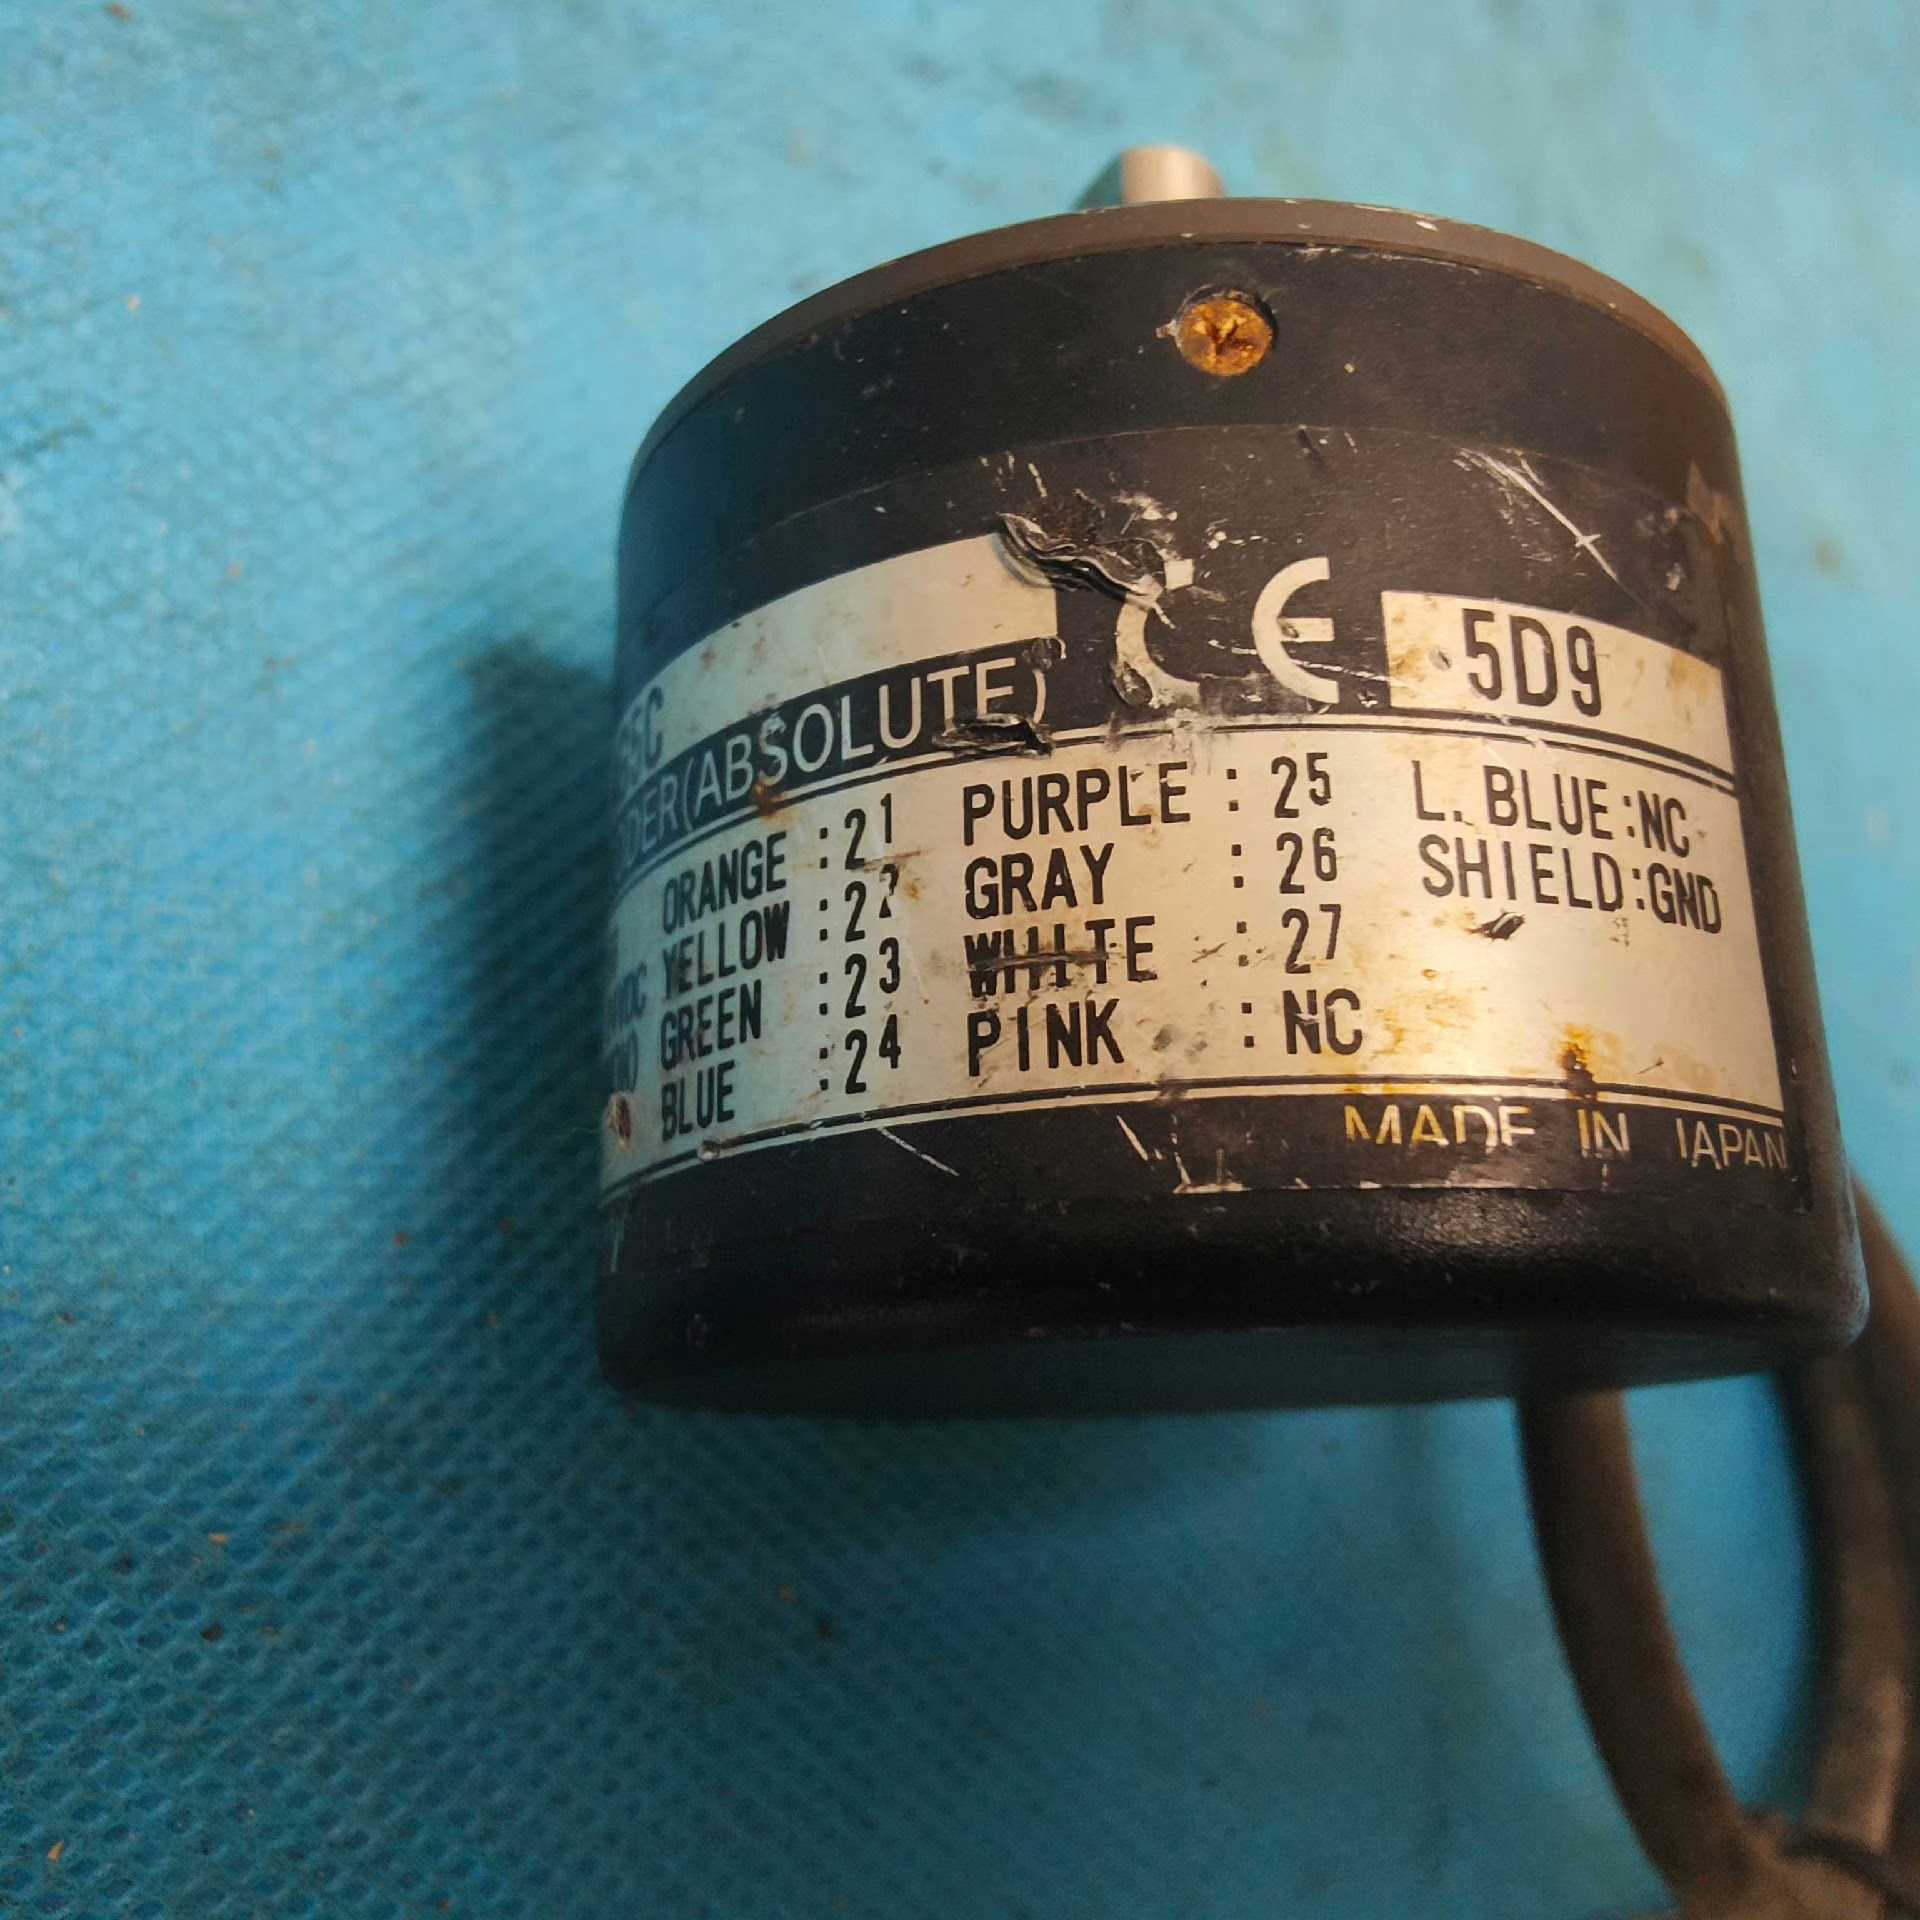 CE 5D9
(ABSOLUTE)
ORANGE :21 PURPLE :25 L. BLUE:NC
YELLOW :22 GRAY :26 SHIELD:GND
GREEN :23 WHITE :27
BLUE :24 PINK :NC
MADE IN JAPAN